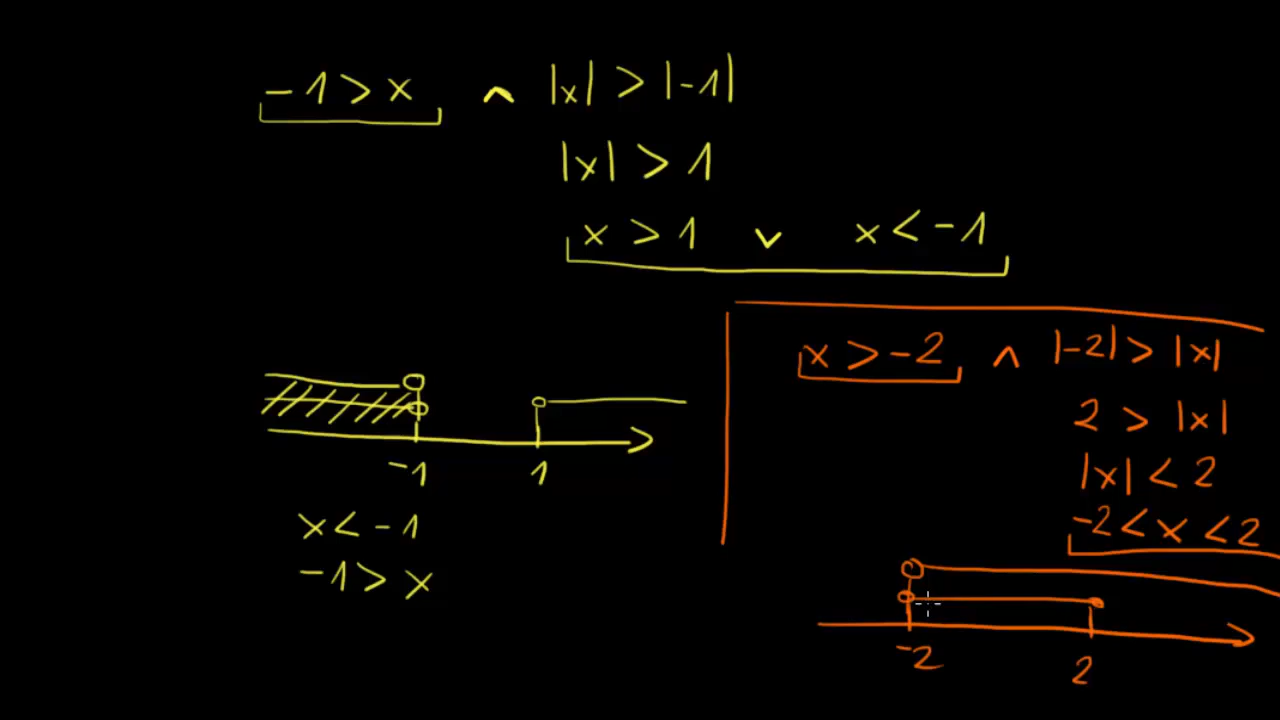 -1 > x ^ |x| > |-1|
|x| > 1
x > 1 v x < -1
x > -2 ^ |-2| > |x|
2 > |x|
|x| < 2
-2 < x < 2
-1 1
x < -1
-1 > x
-2 2